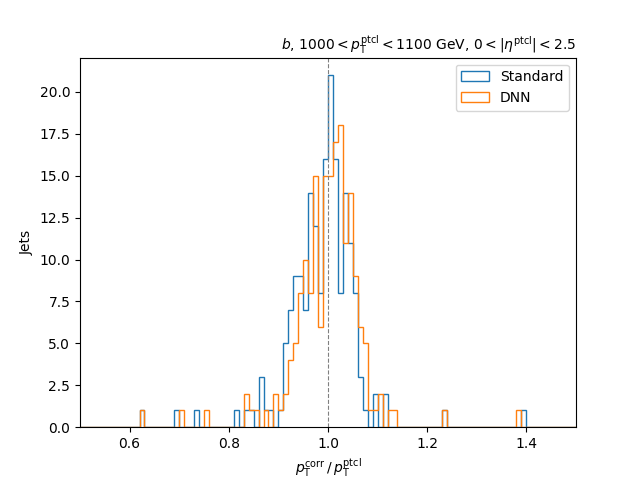 b, 1000 < p_T^ptcl < 1100 GeV, 0 < |η^ptcl| < 2.5
Standard
DNN
20.0
17.5
15.0
12.5
10.0
7.5
5.0
2.5
0.0
Jets
0.6 0.8 1.0 1.2 1.4
p_T^corr / p_T^ptcl